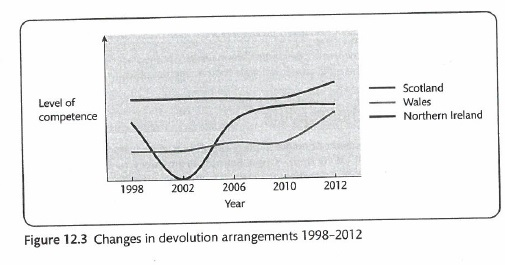 Level of
competence
Scotland
Wales
Northern Ireland
1998 2002 2006 2010 2012
Year
Figure 12.3 Changes in devolution arrangements 1998–2012